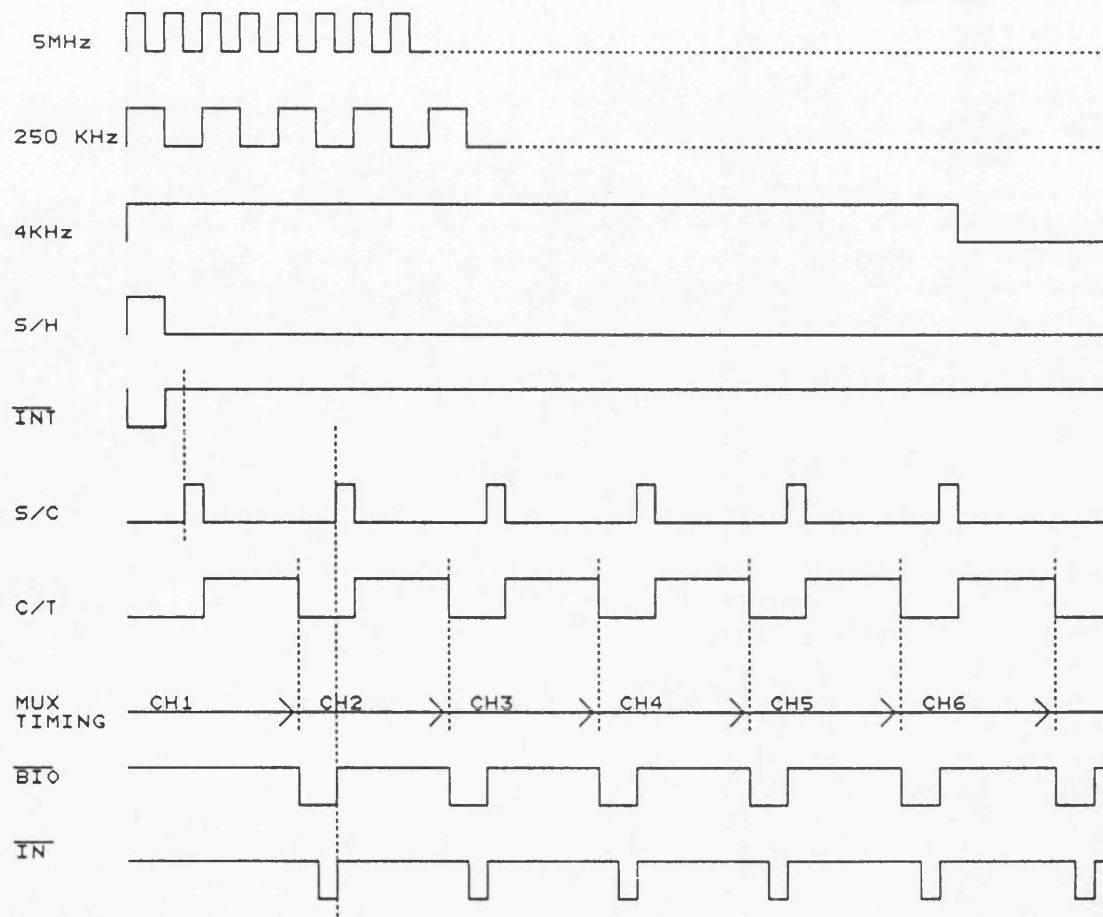 5MHz
250 KHz
4KHz
S/H
INT
S/C
C/T
MUX
TIMING
CH1
CH2
CH3
CH4
CH5
CH6
BIO
IN